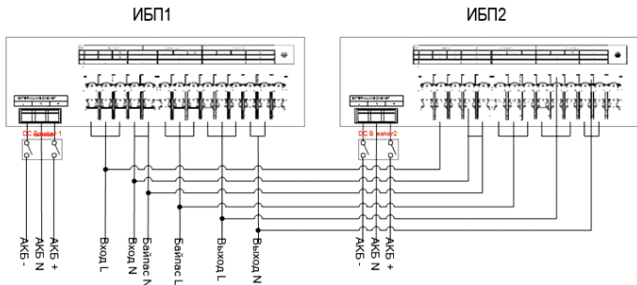 ИБП1
ИБП2
DC Breaker 1
DC Breaker2
АКБ -
АКБ N
АКБ +
Вход L
Вход N
Байпас N
Байпас L
Выход L
Выход N
АКБ -
АКБ N
АКБ +